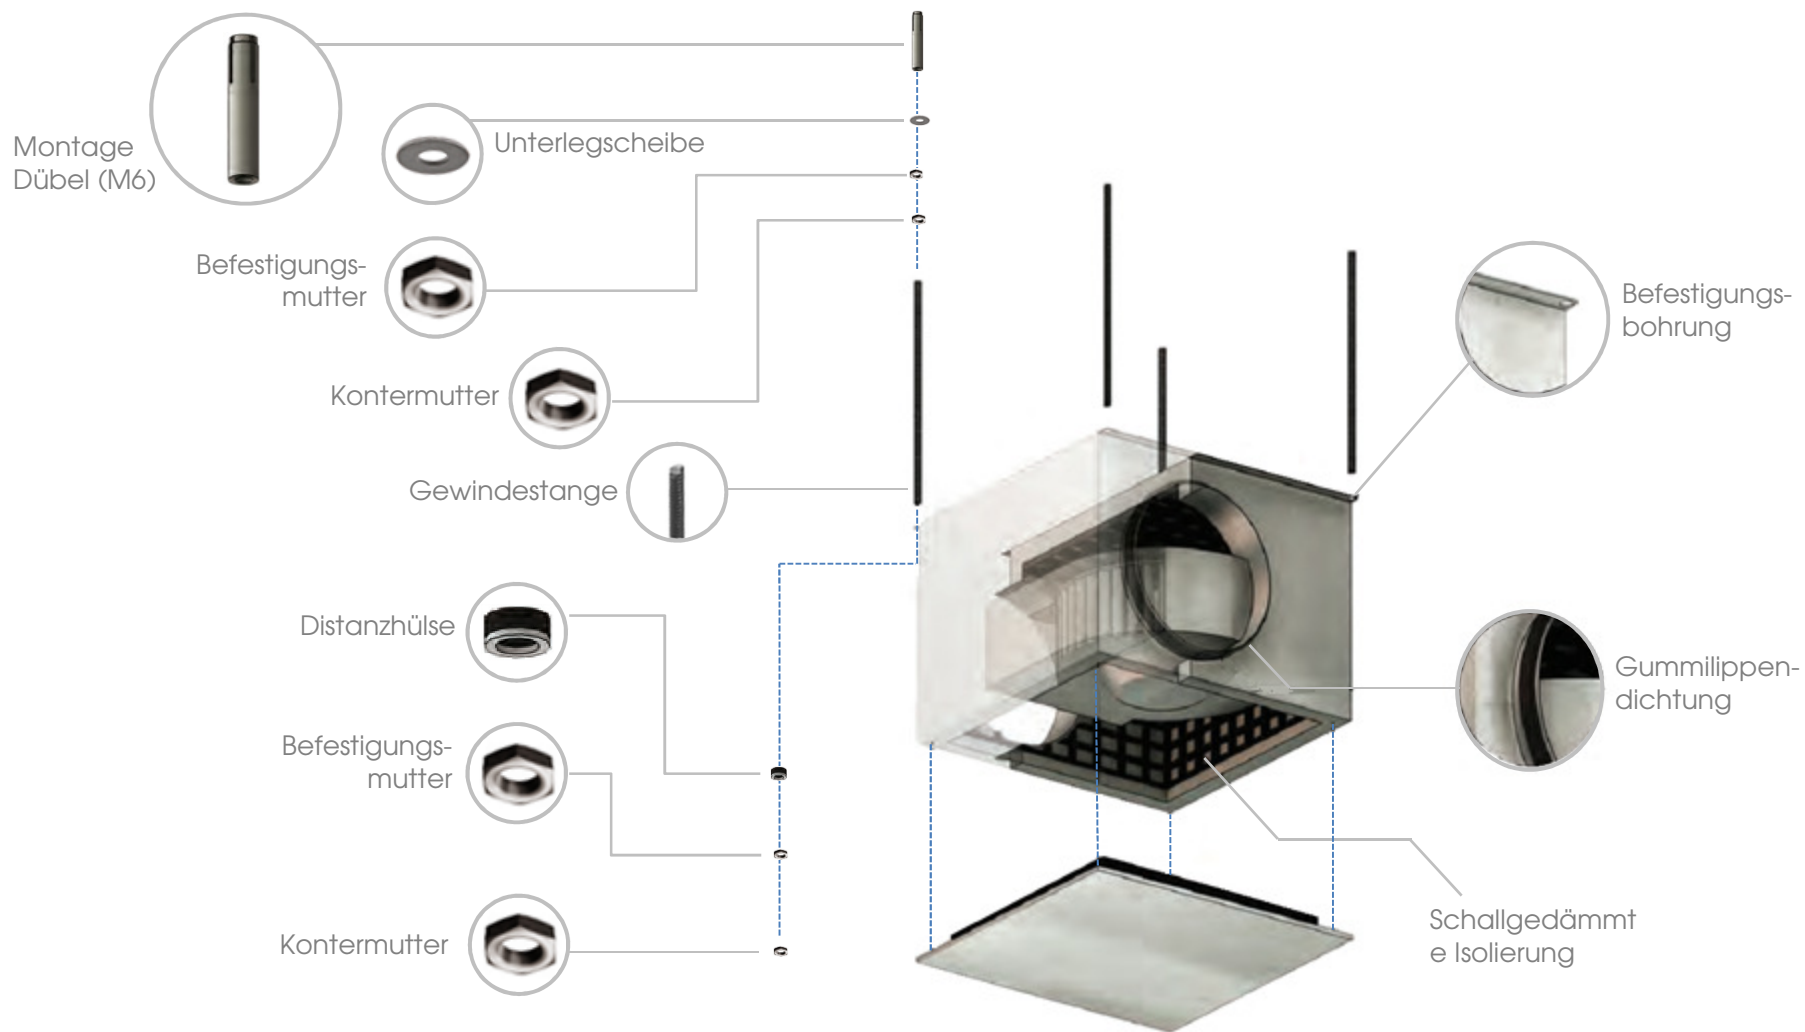 Montage
Dübel (M6)
Unterlegscheibe
Befestigungs-
mutter
Kontermutter
Gewindestange
Distanzhülse
Befestigungs-
mutter
Kontermutter
Befestigungs-
bohrung
Gummilippen-
dichtung
Schallgedämmt
e Isolierung